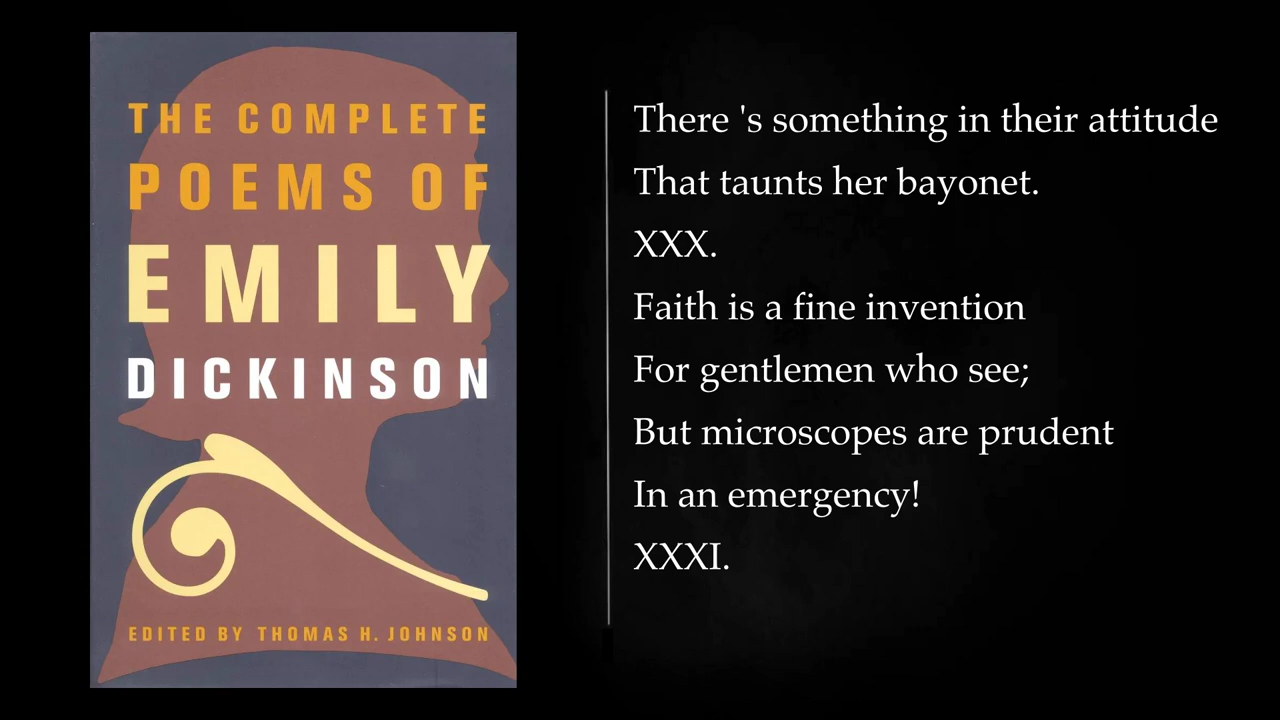 THE COMPLETE
POEMS OF
EMILY
DICKINSON
EDITED BY THOMAS H. JOHNSON
There 's something in their attitude
That taunts her bayonet.
XXX.
Faith is a fine invention
For gentlemen who see;
But microscopes are prudent
In an emergency!
XXXI.